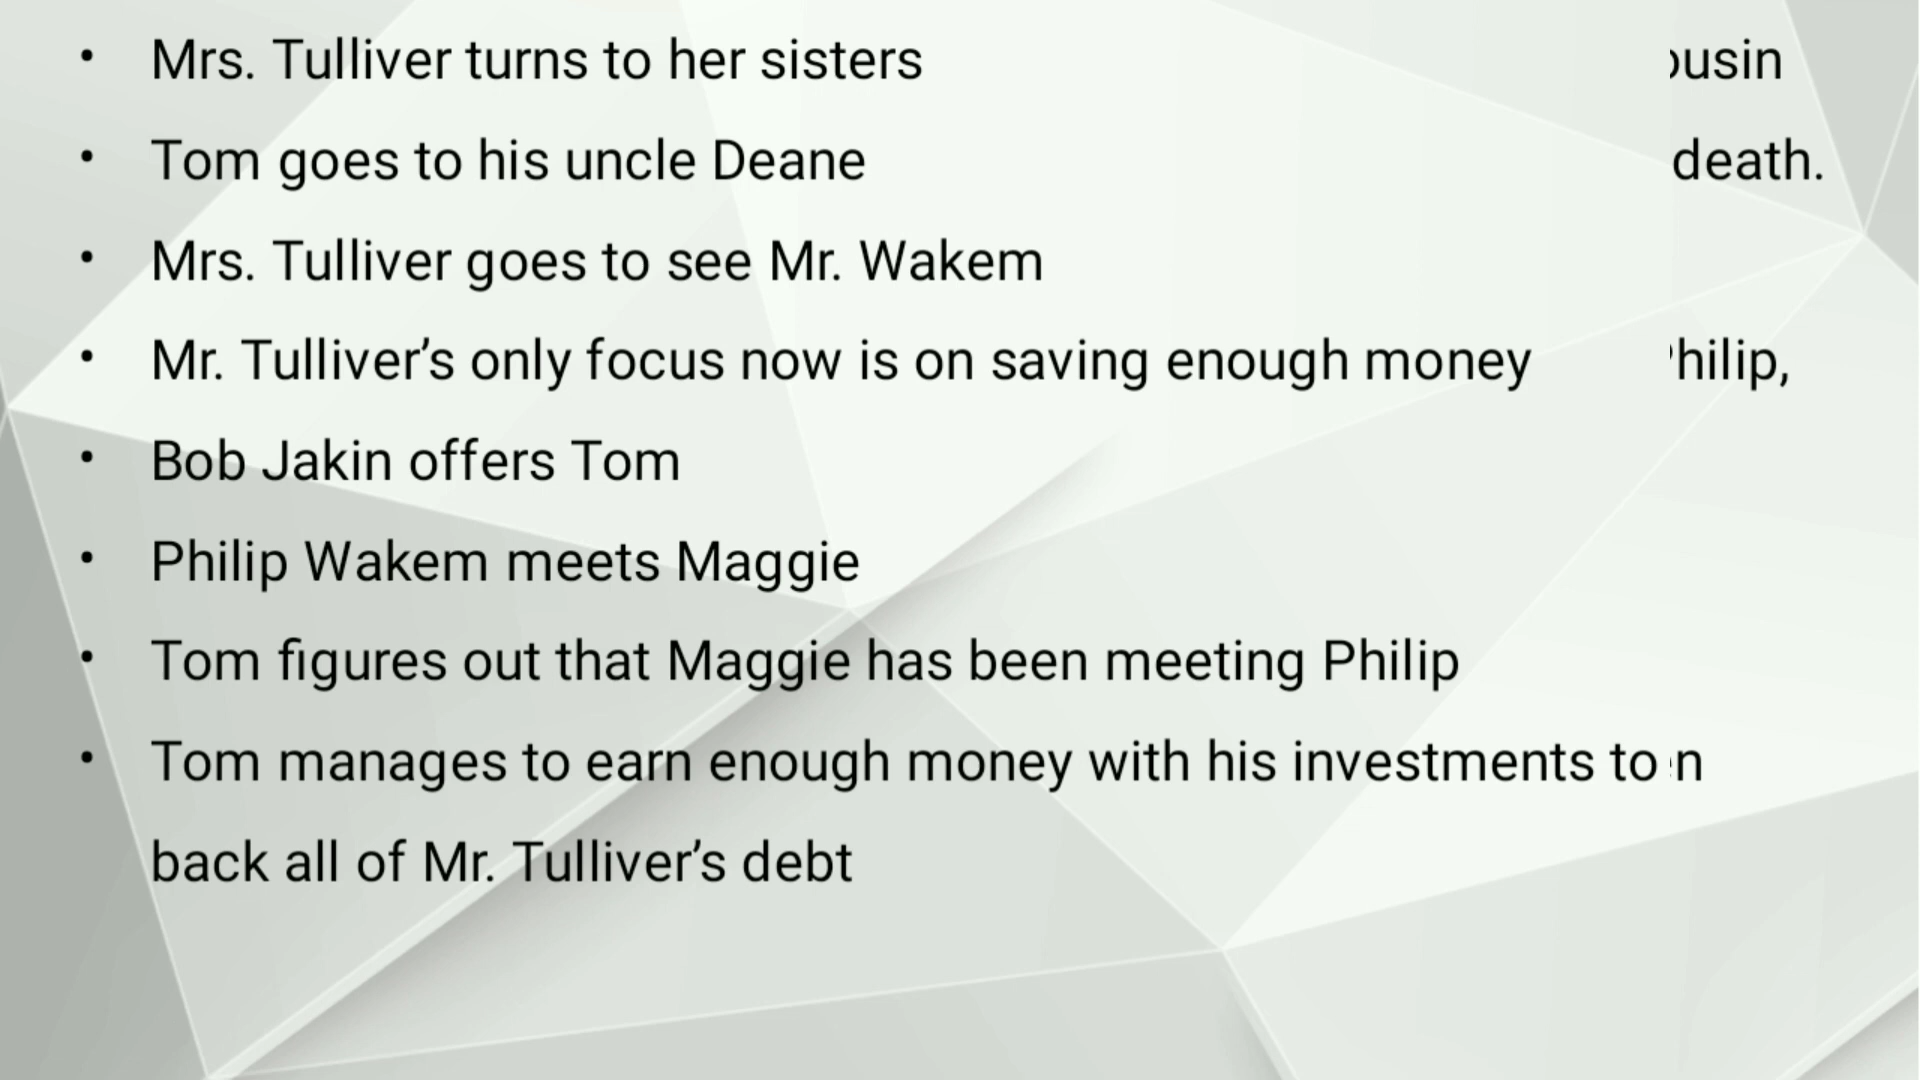 • Mrs. Tulliver turns to her sisters ousin
• Tom goes to his uncle Deane death.
• Mrs. Tulliver goes to see Mr. Wakem
• Mr. Tulliver’s only focus now is on saving enough money hilip,
• Bob Jakin offers Tom
• Philip Wakem meets Maggie
• Tom figures out that Maggie has been meeting Philip
• Tom manages to earn enough money with his investments to n
back all of Mr. Tulliver’s debt